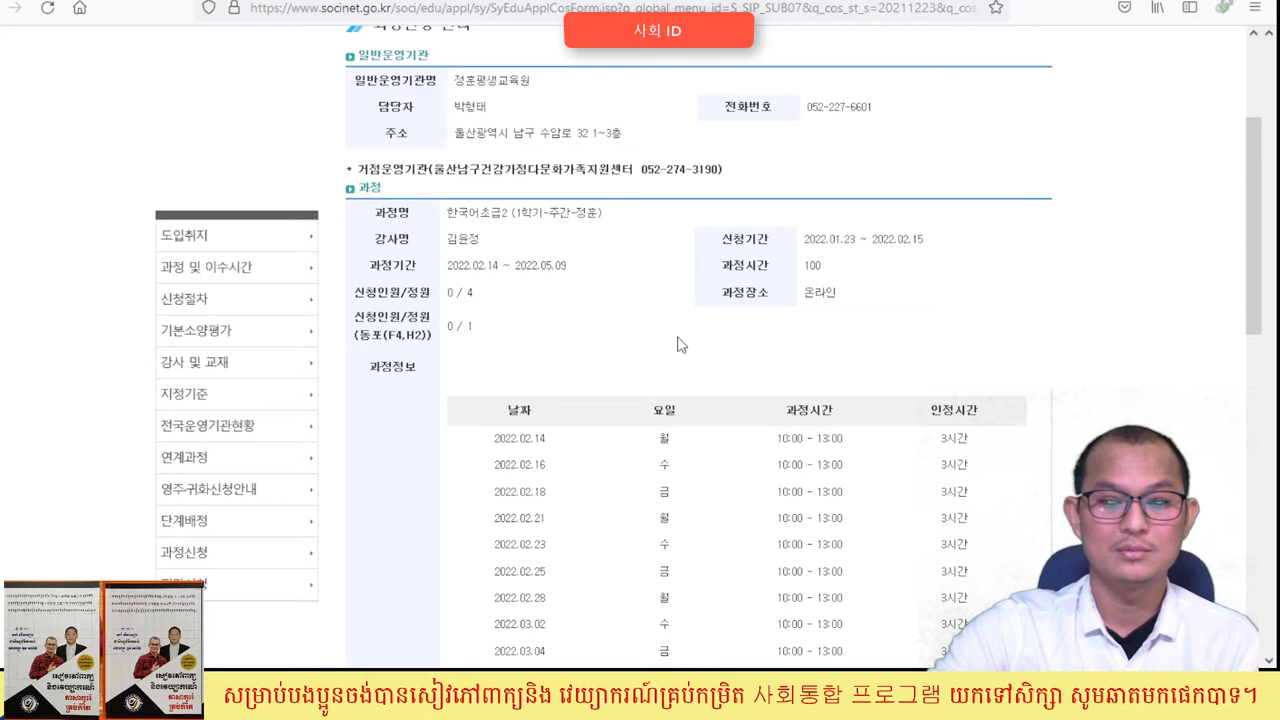 https://www.socinet.go.kr/soci/edu/appl/sy/SyEduApplCosForm.jsp?q_global_menu_id=S_SIP_SUB07&q_cos_st_s=20211223&q_cos_
사회 ID
일반운영기관
일반운영기관명 정훈평생교육원
담당자 박형태 전화번호 052-227-6601
주소 울산광역시 남구 수암로 32 1~3층
* 거점운영기관(울산남구건강가정다문화가족지원센터 052-274-3190)
과정
과정명 한국어초급2 (1학기-주간-정훈)
강사명 김윤정 신청기간 2022.01.23 ~ 2022.02.15
과정기간 2022.02.14 ~ 2022.05.09 과정시간 100
신청인원/정원 0 / 4 과정장소 온라인
신청인원/정원
(동포(F4,H2)) 0 / 1
과정정보
날짜 요일 과정시간 인정시간
2022.02.14 월 10:00 - 13:00 3시간
2022.02.16 수 10:00 - 13:00 3시간
2022.02.18 금 10:00 - 13:00 3시간
2022.02.21 월 10:00 - 13:00 3시간
2022.02.23 수 10:00 - 13:00 3시간
2022.02.25 금 10:00 - 13:00 3시간
2022.02.28 월 10:00 - 13:00 3시간
2022.03.02 수 10:00 - 13:00 3시간
2022.03.04 금 10:00 - 13:00 3시간
도입취지
과정 및 이수시간
신청절차
기본소양평가
강사 및 교재
지정기준
전국운영기관현황
연계과정
영주·귀화신청안내
단계배정
과정신청
សម្រាប់បងប្អូនចង់បានសៀវភៅពាក្យនិង វេយ្យាករណ៍គ្រប់កម្រិត 사회통합 프로그램 យកទៅសិក្សា សូមឆាតមកផេកបាទ។